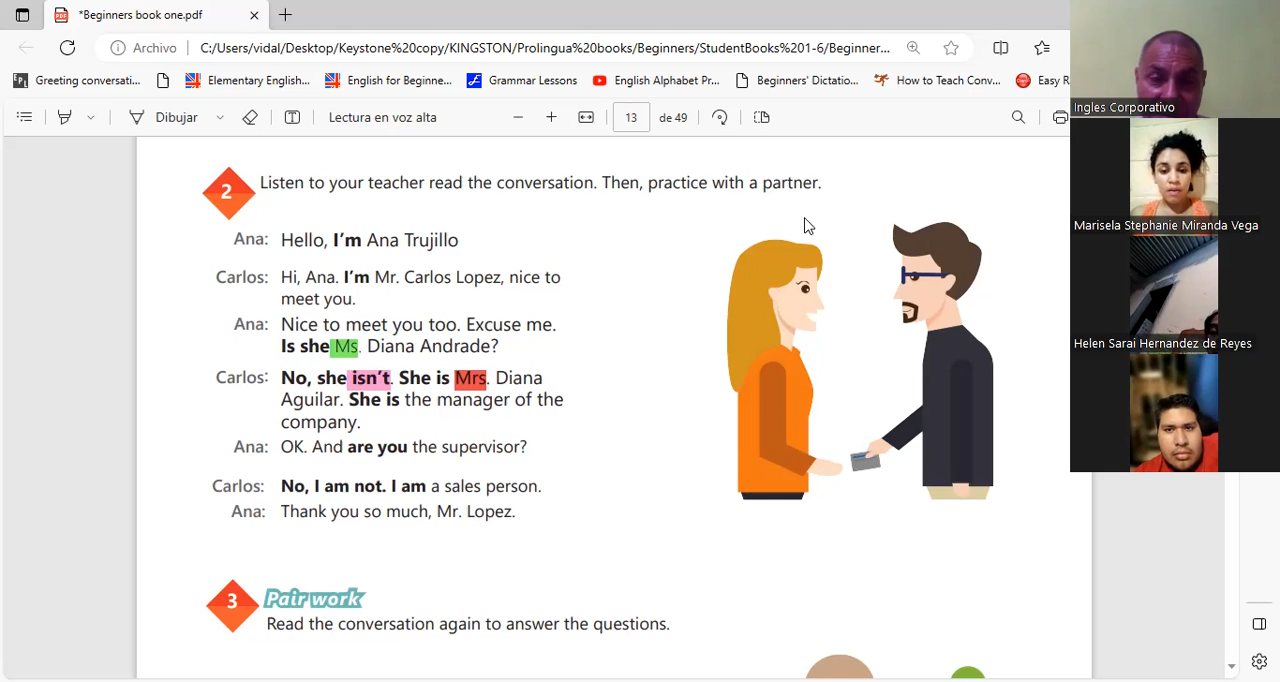 *Beginners book one.pdf
Archivo
C:/Users/vidal/Desktop/Keystone%20copy/KINGSTON/Prolingua%20books/Beginners/StudentBooks%201-6/Beginner...
Greeting conversati...
Elementary English...
English for Beginne...
Grammar Lessons
English Alphabet Pr...
Beginners' Dictatio...
How to Teach Conv...
Easy R
Dibujar
Lectura en voz alta
13 de 49
2
Listen to your teacher read the conversation. Then, practice with a partner.
Ana: Hello, I'm Ana Trujillo
Carlos: Hi, Ana. I'm Mr. Carlos Lopez, nice to
meet you.
Ana: Nice to meet you too. Excuse me.
Is she Ms. Diana Andrade?
Carlos: No, she isn't. She is Mrs. Diana
Aguilar. She is the manager of the
company.
Ana: OK. And are you the supervisor?
Carlos: No, I am not. I am a sales person.
Ana: Thank you so much, Mr. Lopez.
3
Pair work
Read the conversation again to answer the questions.
Ingles Corporativo
Marisela Stephanie Miranda Vega
Helen Sarai Hernandez de Reyes